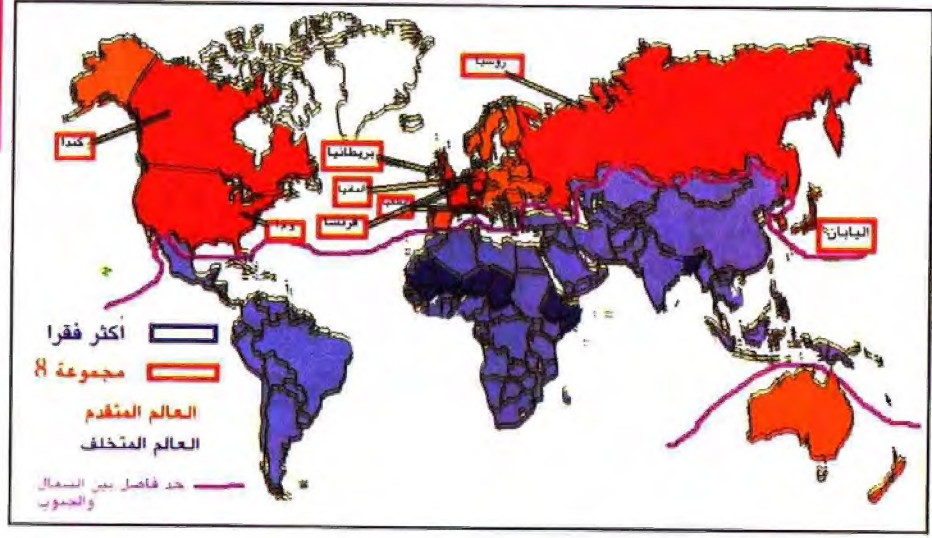 روسيا
كندا
بريطانيا
ألمانيا
فرنسا
و.م.أ
اليابان
أكثر فقرا
مجموعة 8
العالم المتقدم
العالم المتخلف
حد فاصل بين الشمال
والجنوب